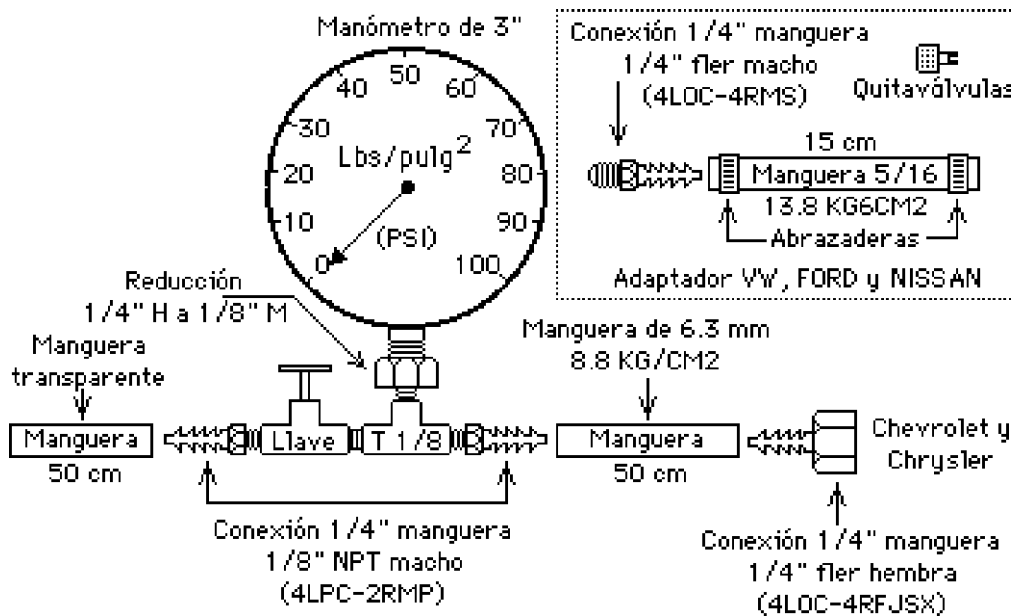 Manómetro de 3"
50
40
60
30
70
20
80
10
90
0
100
Lbs/pulg2
(PSI)
Conexión 1/4" manguera
1/4" fler macho
(4LOC-4RMS)
Quitaválvulas
15 cm
Manguera 5/16
13.8 KG6CM2
Abrazaderas
Adaptador VW, FORD y NISSAN
Reducción
1/4" H a 1/8" M
Manguera
transparente
Manguera
50 cm
Llave
T 1/8
Manguera de 6.3 mm
8.8 KG/CM2
Manguera
50 cm
Chevrolet y
Chrysler
Conexión 1/4" manguera
1/8" NPT macho
(4LPC-2RMP)
Conexión 1/4" manguera
1/4" fler hembra
(4LOC-4RFJSX)